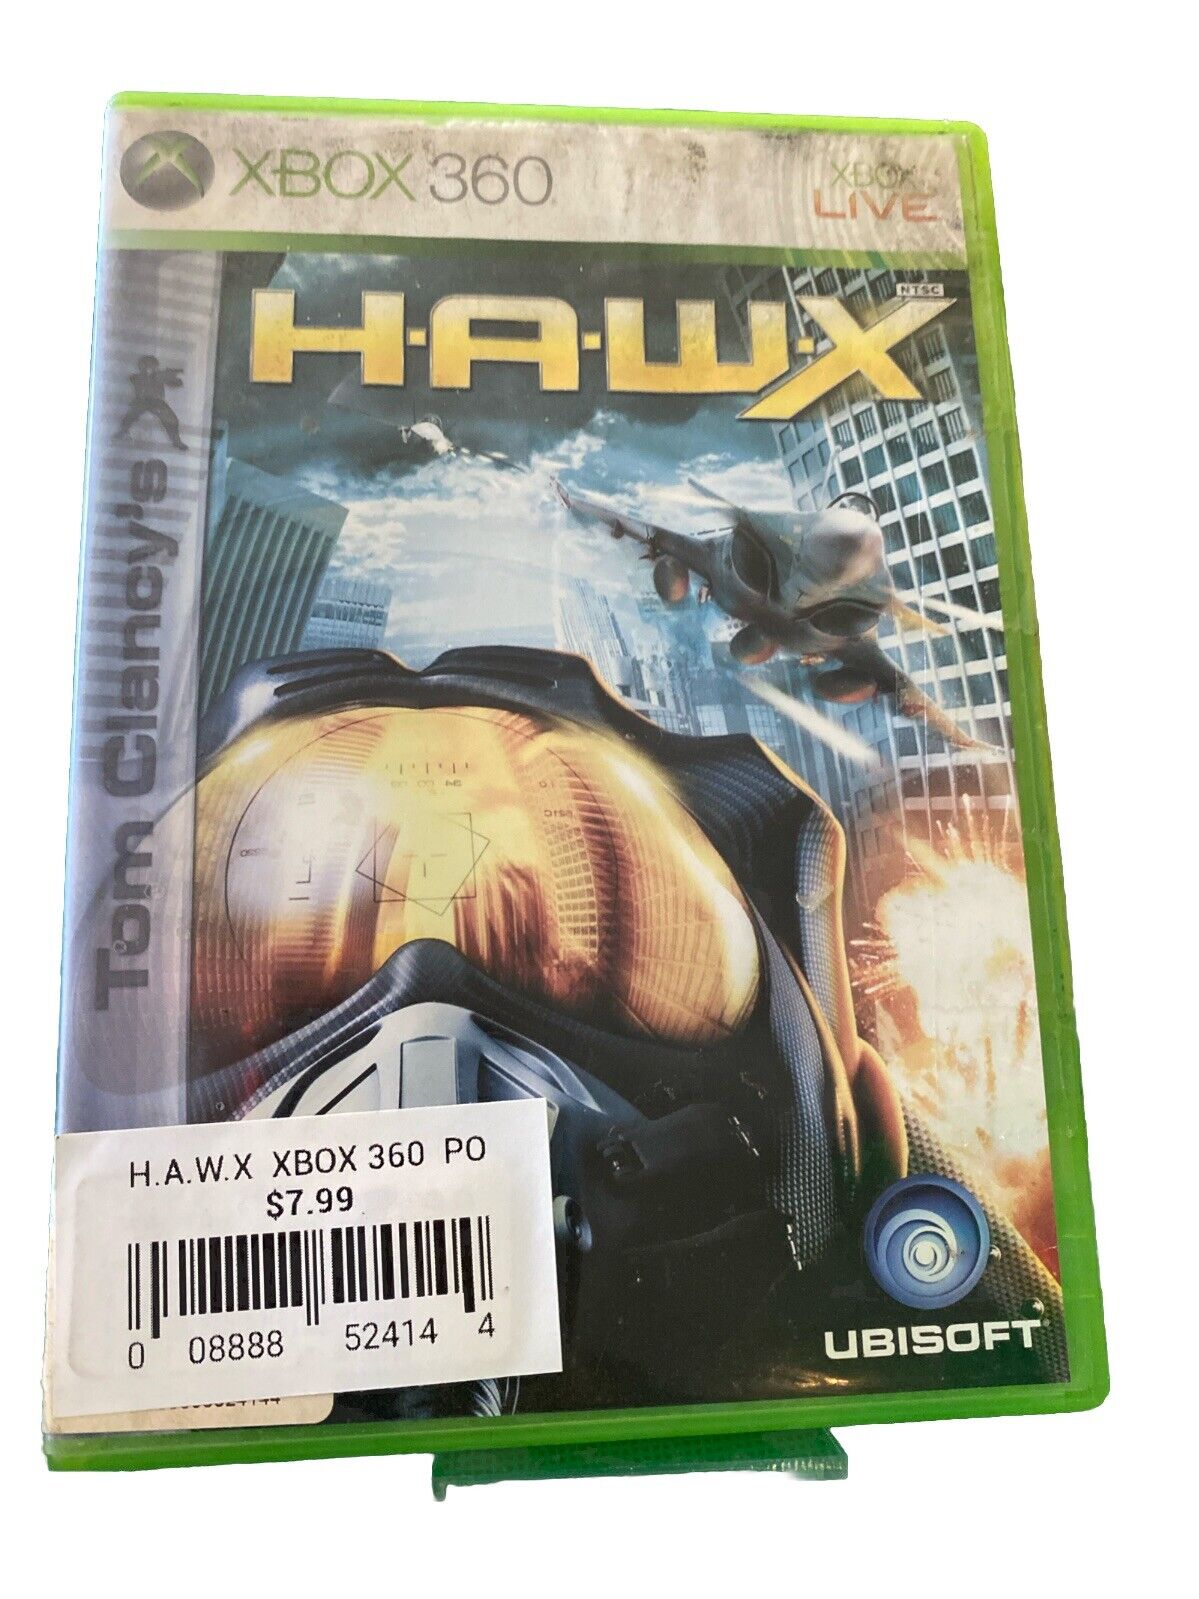 XBOX 360
XBOX
LIVE
NTSC
H·A·W·X
Tom Clancy's
H.A.W.X XBOX 360 PO
$7.99
0 08888 52414 4
UBISOFT